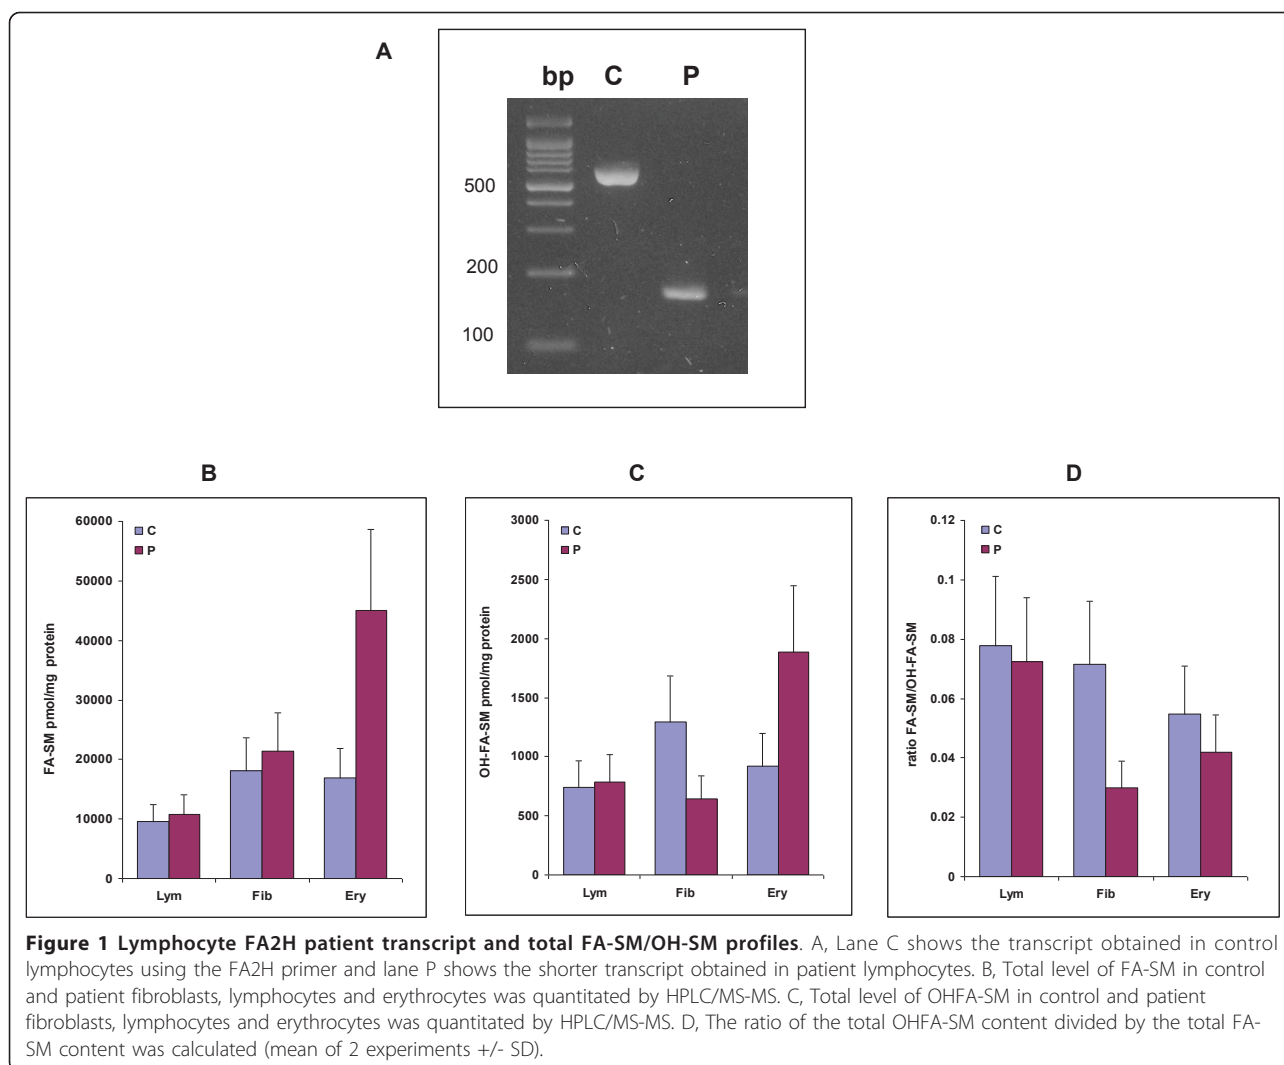 A
bp C P
500
200
100
B
C
D
60000
50000
40000
30000
20000
10000
0
FA-SM pmol/mg protein
C
P
Lym Fib Ery
3000
2500
2000
1500
1000
500
0
OH-FA-SM pmol/mg protein
C
P
Lym Fib Ery
0.12
0.1
0.08
0.06
0.04
0.02
0
ratio FA-SM/OH-FA-SM
C
P
Lym Fib Ery
Figure 1 Lymphocyte FA2H patient transcript and total FA-SM/OH-SM profiles. A, Lane C shows the transcript obtained in control
lymphocytes using the FA2H primer and lane P shows the shorter transcript obtained in patient lymphocytes. B, Total level of FA-SM in control
and patient fibroblasts, lymphocytes and erythrocytes was quantitated by HPLC/MS-MS. C, Total level of OHFA-SM in control and patient
fibroblasts, lymphocytes and erythrocytes was quantitated by HPLC/MS-MS. D, The ratio of the total OHFA-SM content divided by the total FA-
SM content was calculated (mean of 2 experiments +/- SD).